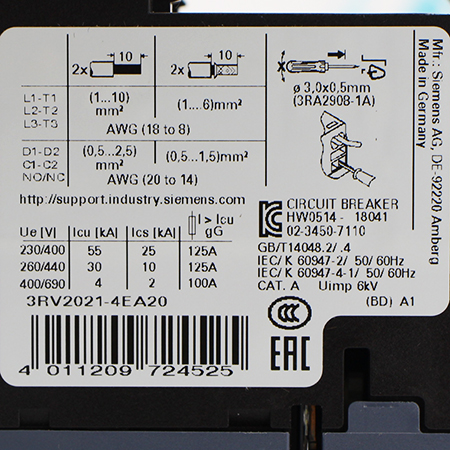 10
10
2x
2x
L1-T1
L2-T2
L3-T3
(1...10)
mm²
(1...6)mm²
AWG (18 to 8)
ø 3,0x0,5mm
(3RA2908-1A)
D1-D2
C1-C2
NO/NC
(0,5...2,5)
mm²
(0,5...1,5)mm²
AWG (20 to 14)
http://support.industry.siemens.com
Ue [V] Icu [kA] Ics [kA] I > Icu gG
230/400 55 25 125A
260/440 30 10 125A
400/690 4 2 100A
3RV2021-4EA20
4 011209 724525
CIRCUIT BREAKER
HW0514 - 18041
02-3450-7110
GB/T14048.2/ .4
IEC/ K 60947-2/ 50/ 60Hz
IEC/ K 60947-4-1/ 50/ 60Hz
CAT. A Uimp 6kV
(BD) A1
CCC
EAC
Mfr.: Siemens AG, DE-92220 Amberg
Made in Germany